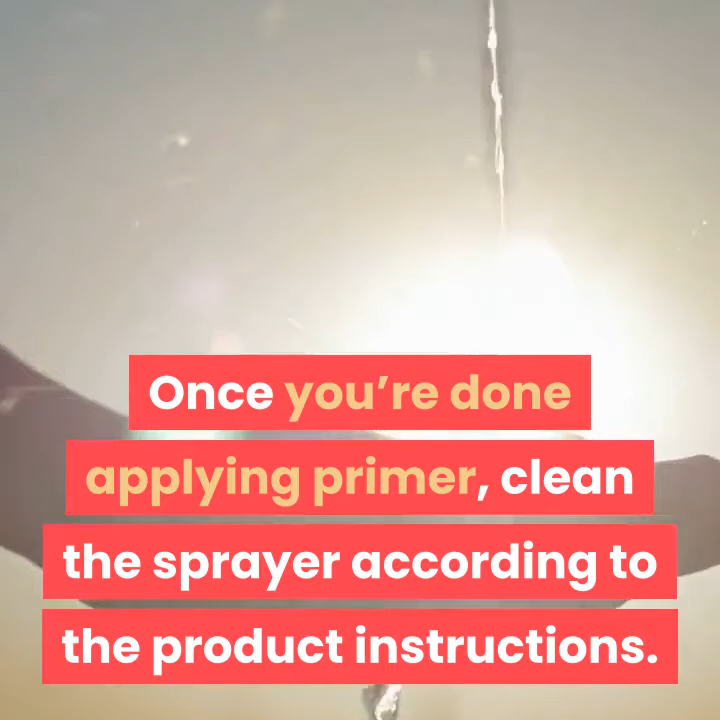 Once you’re done
applying primer, clean
the sprayer according to
the product instructions.